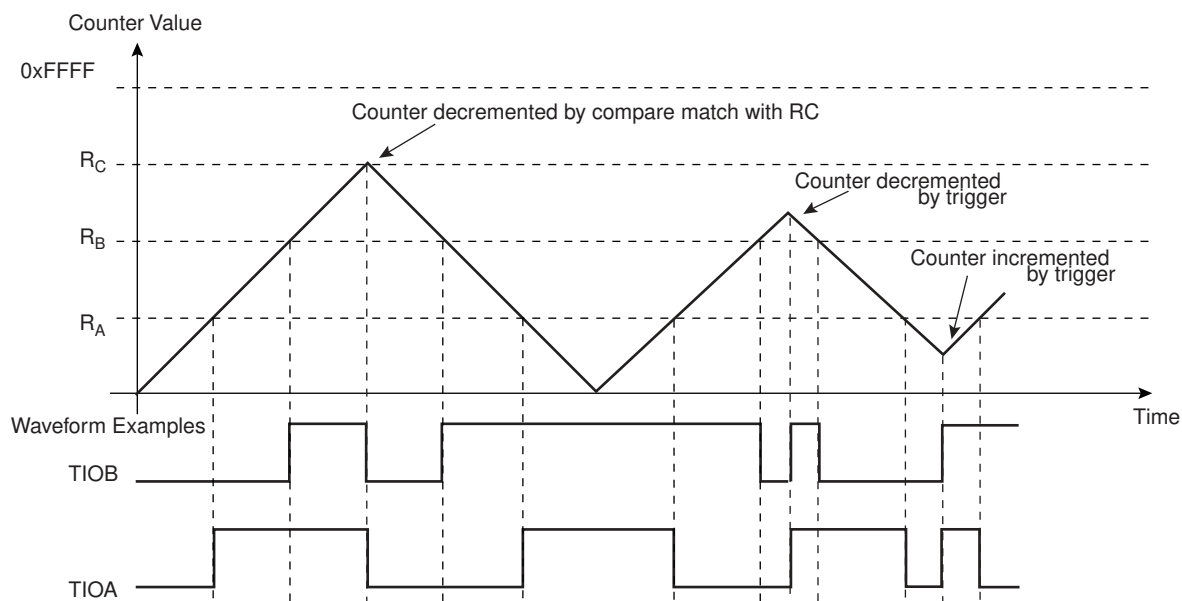 Counter Value
0xFFFF
Counter decremented by compare match with RC
RC
Counter decremented
by trigger
RB
Counter incremented
by trigger
RA
Time
Waveform Examples
TIOB
TIOA